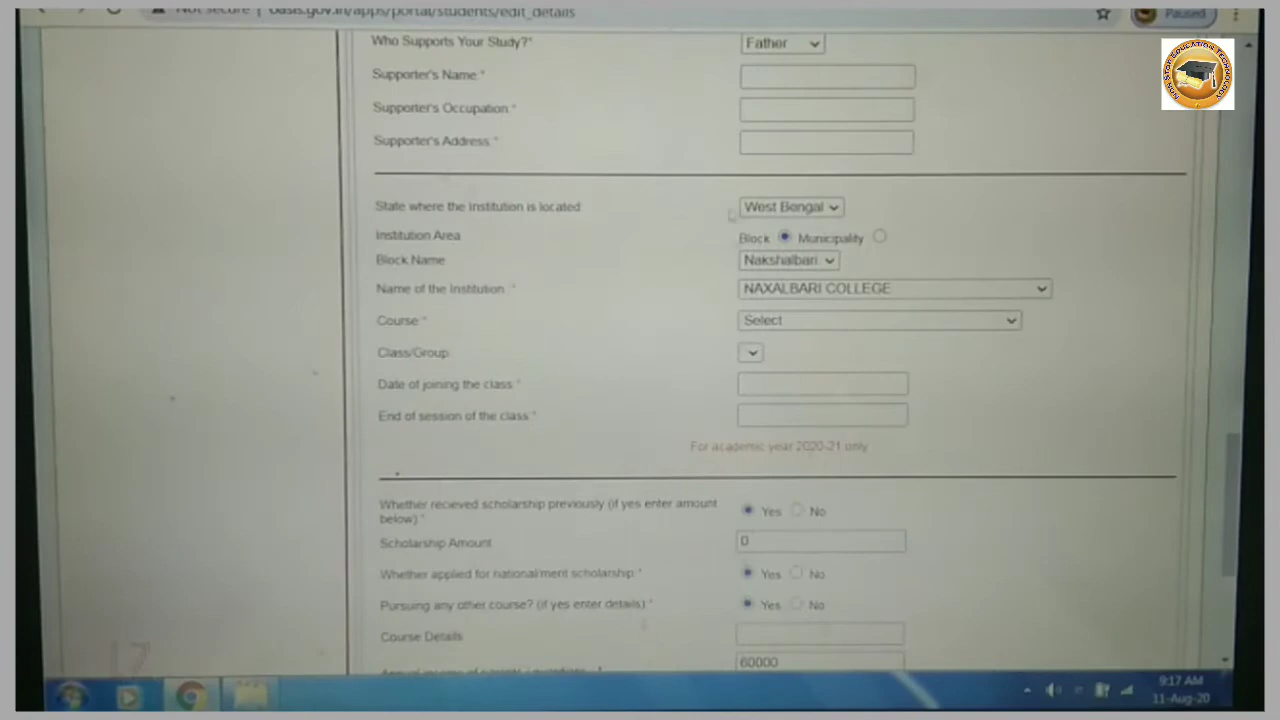 Not secure | oasis.gov.in/apps/portal/students/edit_details
Paused
NON STOP EDUCATION TECHNOLOGY
Who Supports Your Study?* Father
Supporter's Name *
Supporter's Occupation *
Supporter's Address *
State where the Institution is located West Bengal
Institution Area Block Municipality
Block Name Nakshalbari
Name of the Institution * NAXALBARI COLLEGE
Course * Select
Class/Group
Date of joining the class *
End of session of the class *
For academic year 2020-21 only
Whether recieved scholarship previously (if yes enter amount
below) * Yes No
Scholarship Amount 0
Whether applied for national/merit scholarship * Yes No
Pursuing any other course? (if yes enter details) * Yes No
Course Details
60000
9:17 AM
11-Aug-20